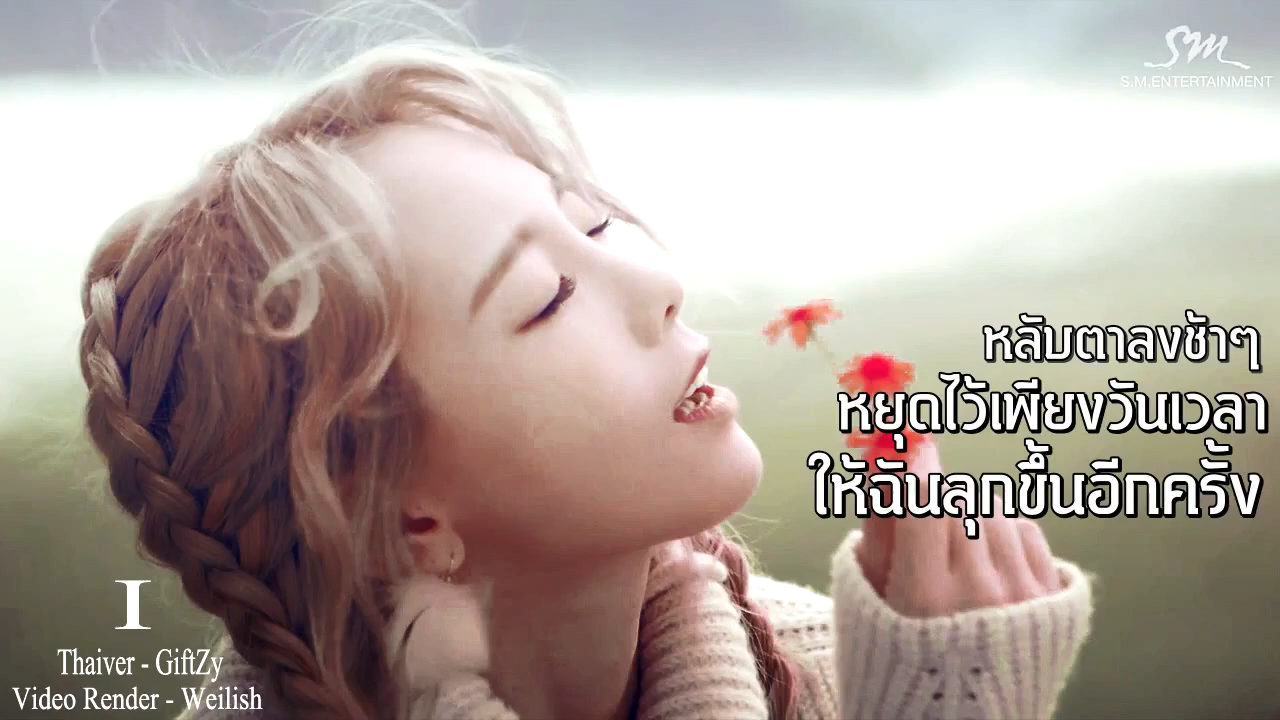 SM
S.M.ENTERTAINMENT
หลับตาลงช้าๆ
หยุดไว้เพียงวันเวลา
ให้ฉันลุกขึ้นอีกครั้ง
I
Thaiver - GiftZy
Video Render - Weilish